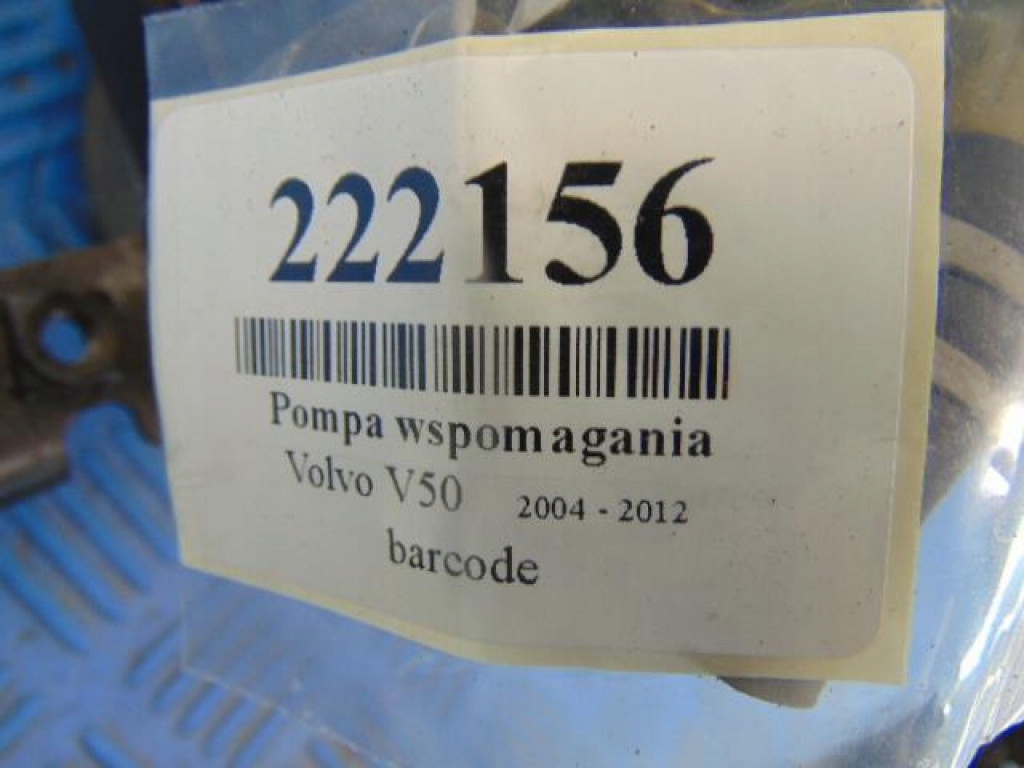 222156
Pompa wspomagania
Volvo V50 2004 - 2012
barcode